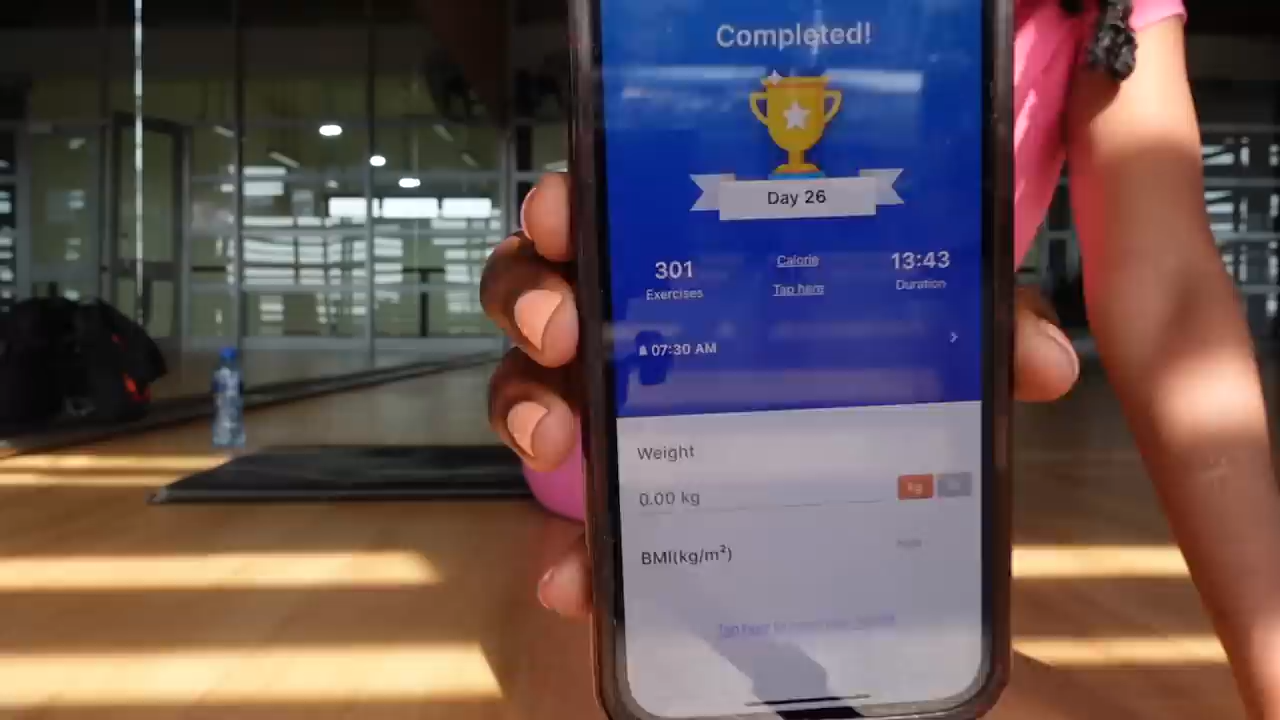 Completed!
Day 26
301
Exercises
Calorie
Tap here
13:43
Duration
07:30 AM
Weight
0.00 kg
kg
BMI(kg/m²)